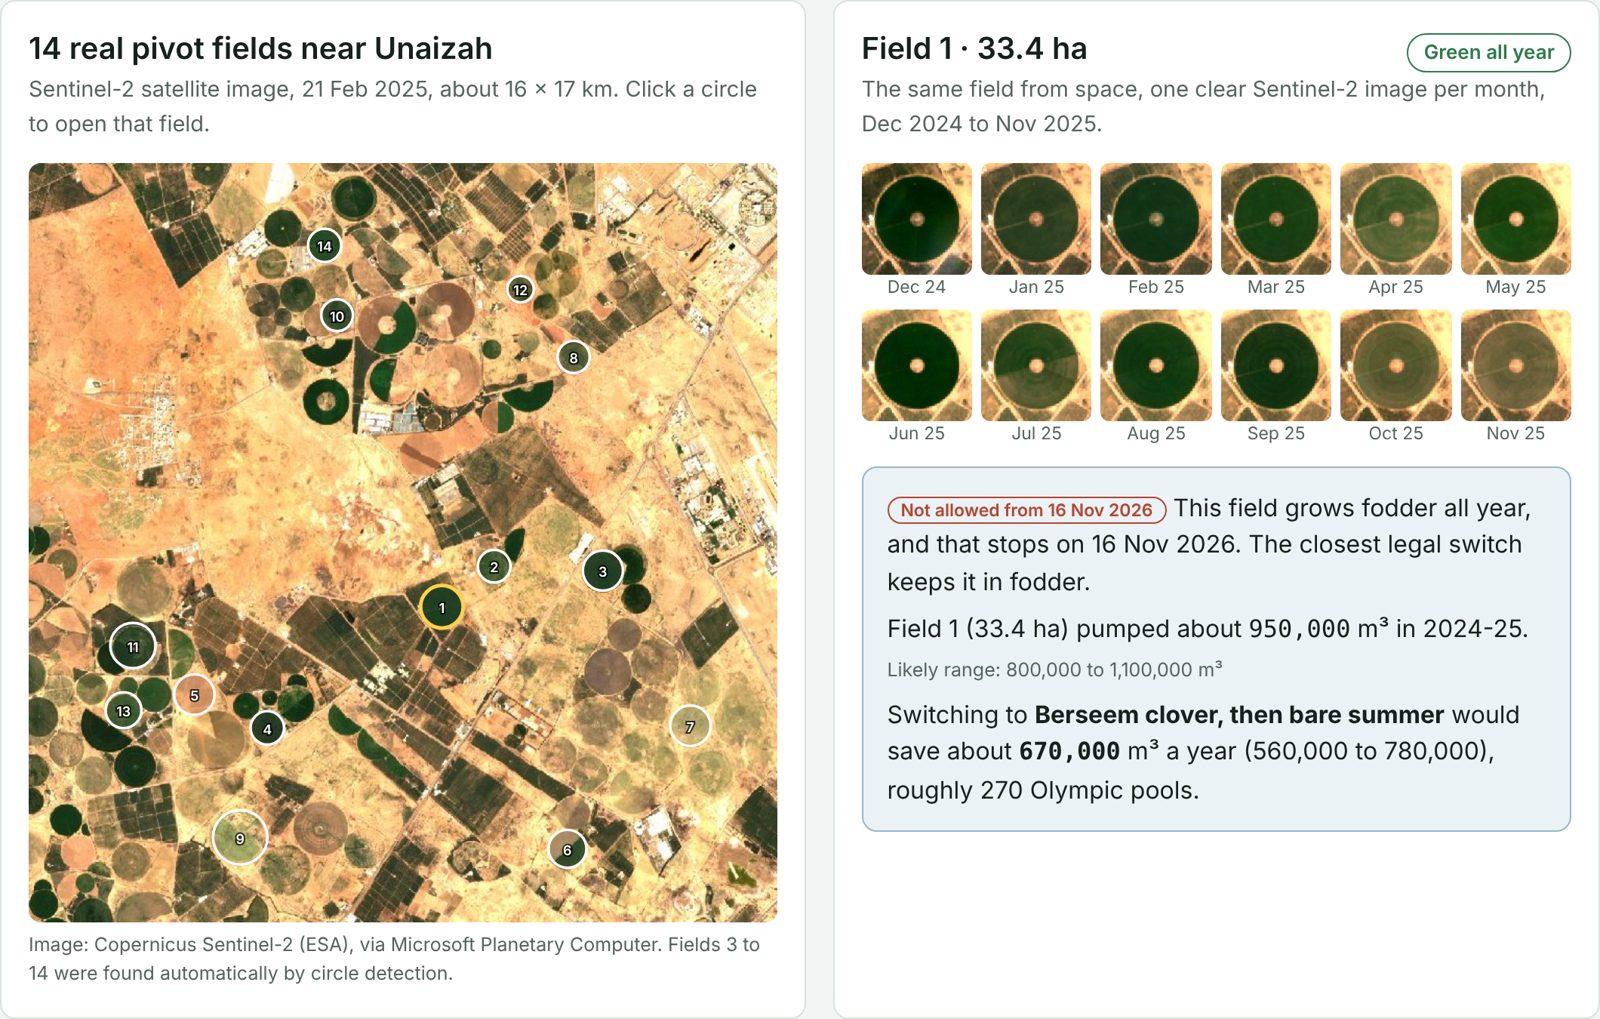 14 real pivot fields near Unaizah
Sentinel-2 satellite image, 21 Feb 2025, about 16 × 17 km. Click a circle
to open that field.
14
12
10
8
2
3
1
11
5
13
4
7
9
6
Image: Copernicus Sentinel-2 (ESA), via Microsoft Planetary Computer. Fields 3 to
14 were found automatically by circle detection.
Field 1 · 33.4 ha
Green all year
The same field from space, one clear Sentinel-2 image per month,
Dec 2024 to Nov 2025.
Dec 24 Jan 25 Feb 25 Mar 25 Apr 25 May 25
Jun 25 Jul 25 Aug 25 Sep 25 Oct 25 Nov 25
Not allowed from 16 Nov 2026 This field grows fodder all year,
and that stops on 16 Nov 2026. The closest legal switch
keeps it in fodder.
Field 1 (33.4 ha) pumped about 950,000 m³ in 2024-25.
Likely range: 800,000 to 1,100,000 m³
Switching to Berseem clover, then bare summer would
save about 670,000 m³ a year (560,000 to 780,000),
roughly 270 Olympic pools.